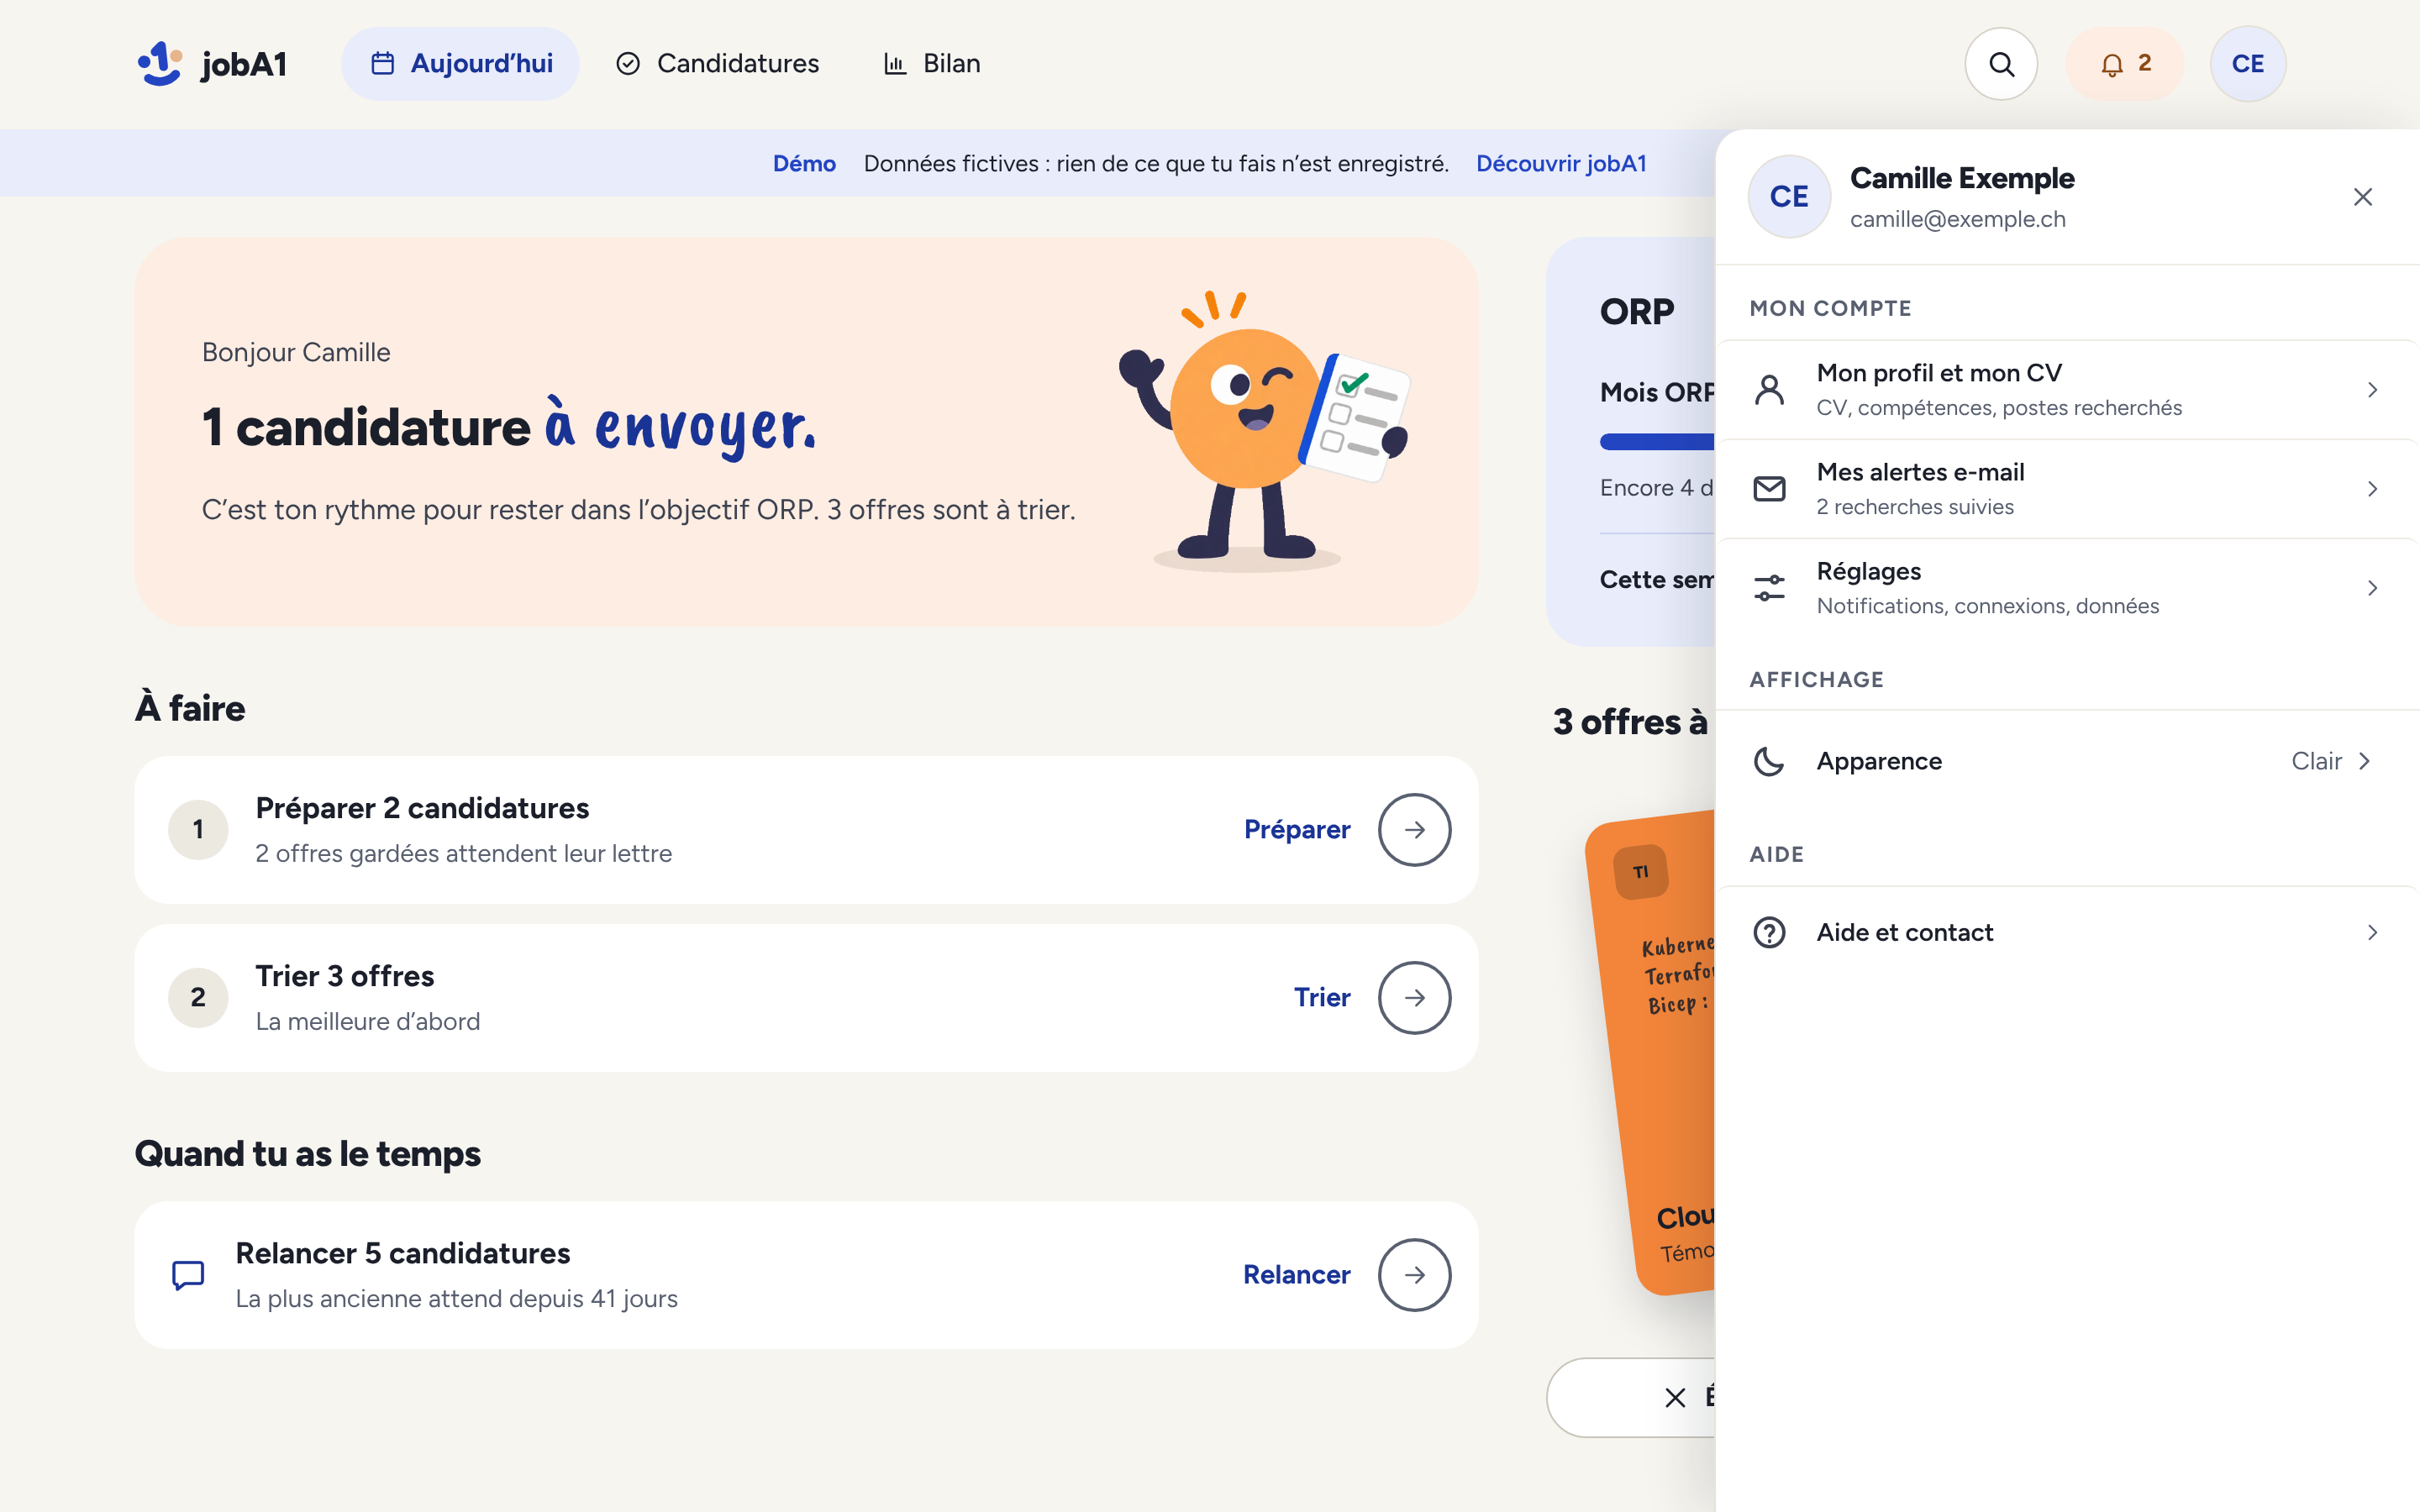 jobA1
Aujourd’hui
Candidatures
Bilan
2
CE
Démo Données fictives : rien de ce que tu fais n’est enregistré. Découvrir jobA1
Bonjour Camille
1 candidature à envoyer.
C’est ton rythme pour rester dans l’objectif ORP. 3 offres sont à trier.
À faire
1
Préparer 2 candidatures
2 offres gardées attendent leur lettre
Préparer
2
Trier 3 offres
La meilleure d’abord
Trier
Quand tu as le temps
Relancer 5 candidatures
La plus ancienne attend depuis 41 jours
Relancer
ORP
Mois ORP
Encore 4 d
Cette sem
3 offres à
TI
Kuberne
Terrafor
Bicep :
Clou
Témo
CE
Camille Exemple
camille@exemple.ch
MON COMPTE
Mon profil et mon CV
CV, compétences, postes recherchés
Mes alertes e-mail
2 recherches suivies
Réglages
Notifications, connexions, données
AFFICHAGE
Apparence
Clair
AIDE
Aide et contact